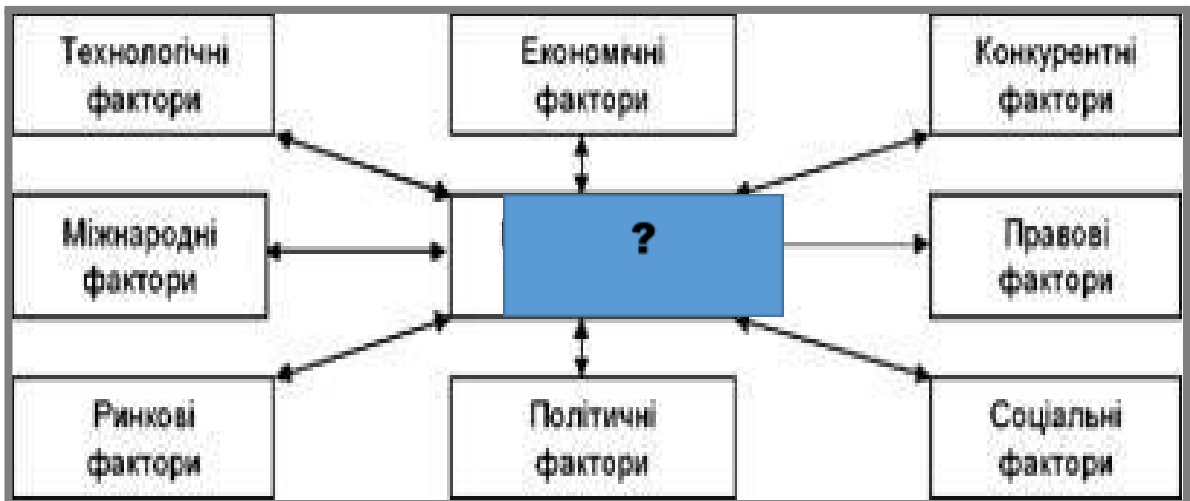 Технологічні
фактори
Економічні
фактори
Конкурентні
фактори
Міжнародні
фактори
?
Правові
фактори
Ринкові
фактори
Політичні
фактори
Соціальні
фактори